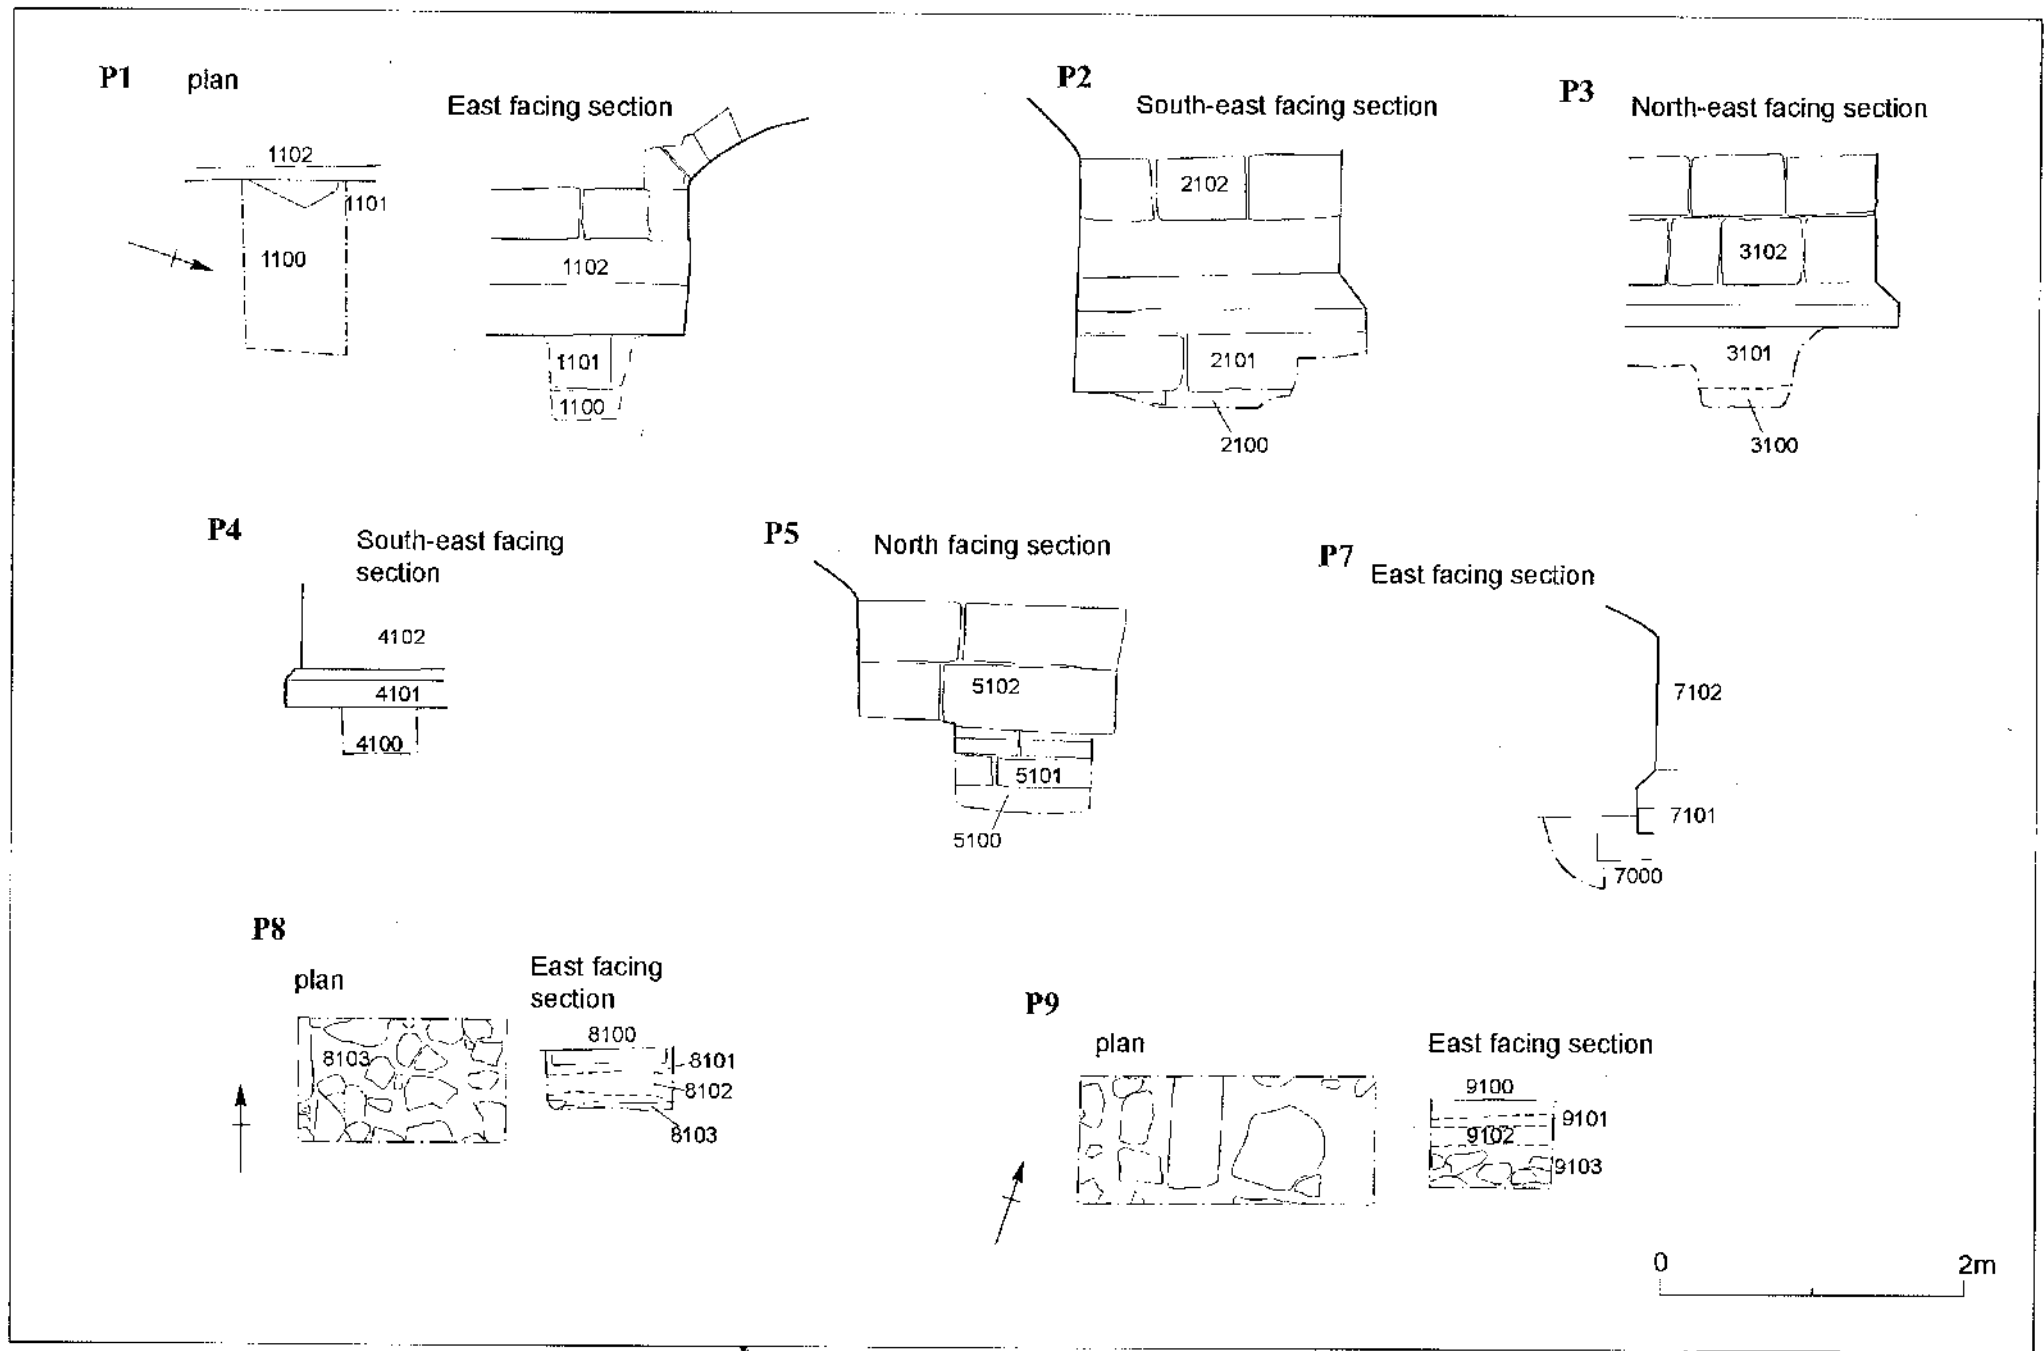 P1
plan
1102
1101
1100
East facing section
1102
1101
1100
P2
South-east facing section
2102
2101
2100
P3
North-east facing section
3102
3101
3100
P4
South-east facing
section
4102
4101
4100
P5
North facing section
5102
5101
5100
P7
East facing section
7102
7101
7000
P8
plan
8103
East facing
section
8100
8101
8102
8103
P9
plan
East facing section
9100
9101
9102
9103
0 2m